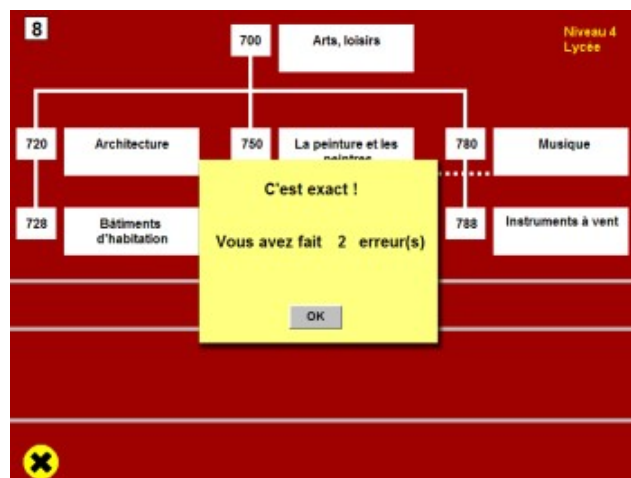 8
Niveau 4
Lycée
700
Arts, loisirs
720
Architecture
750
La peinture et les
peintres
780
Musique
728
Bâtiments
d'habitation
788
Instruments à vent
C'est exact !
Vous avez fait 2 erreur(s)
OK